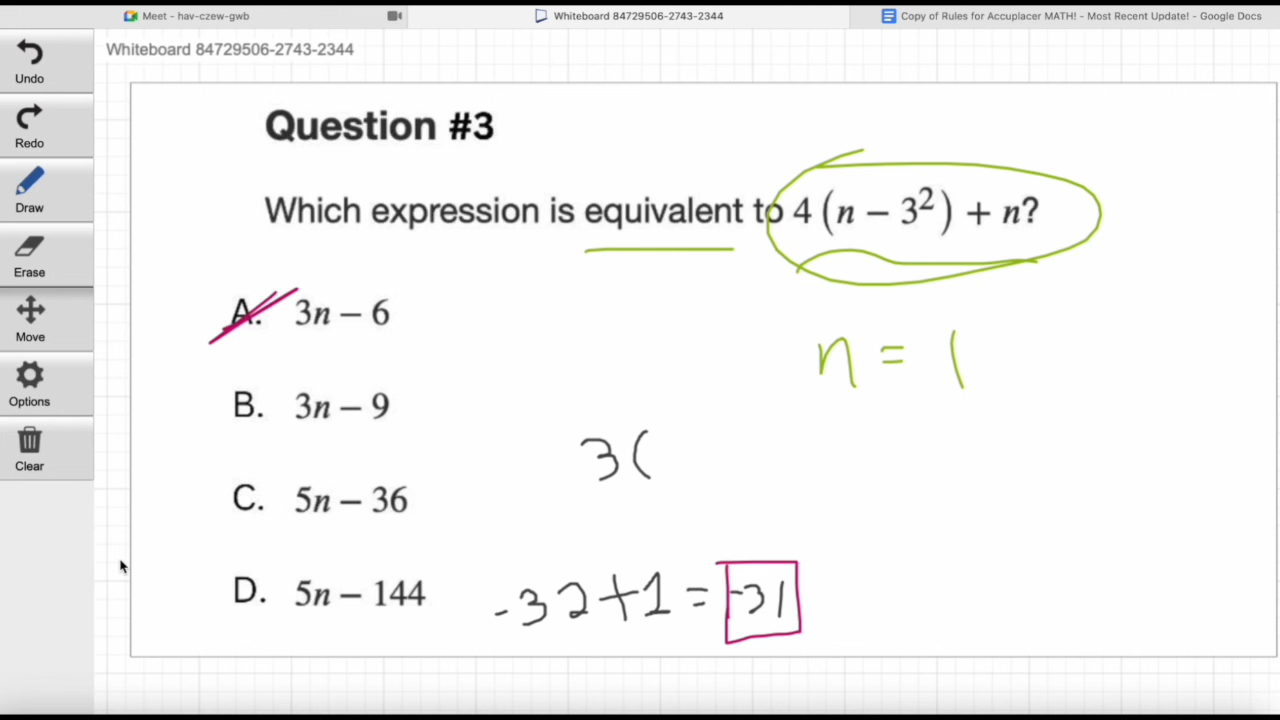 Meet - hav-czew-gwb
Whiteboard 84729506-2743-2344
Copy of Rules for Accuplacer MATH! - Most Recent Update! - Google Docs
Whiteboard 84729506-2743-2344
Undo
Redo
Draw
Erase
Move
Options
Clear
Question #3
Which expression is equivalent to 4(n – 3²) + n?
A. 3n – 6
n = 1
B. 3n – 9
3(
C. 5n – 36
D. 5n – 144
-32+1 = -31